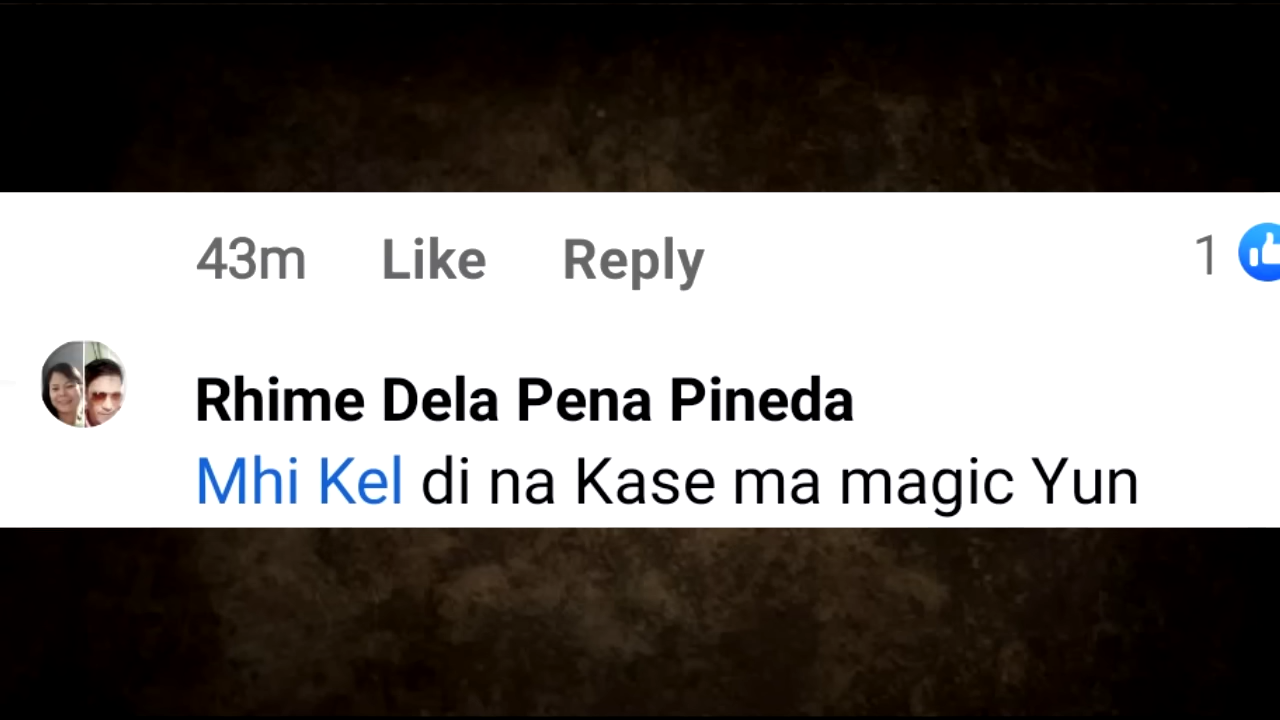 43m Like Reply 1
Rhime Dela Pena Pineda
Mhi Kel di na Kase ma magic Yun